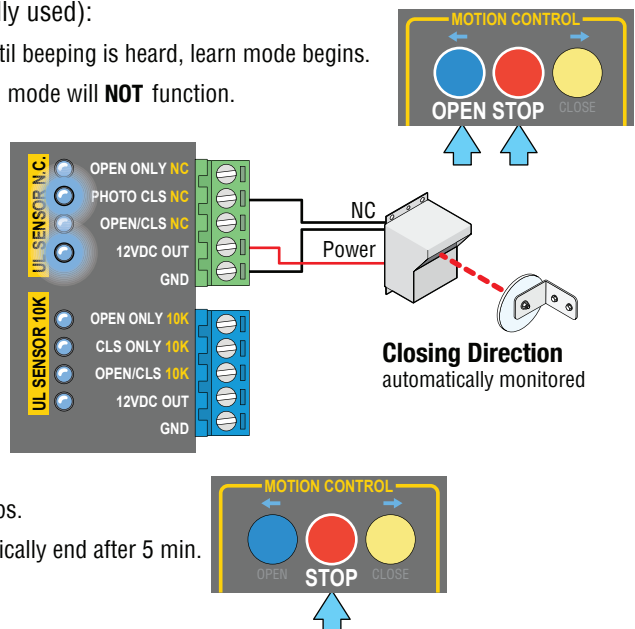 lly used):
ntil beeping is heard, learn mode begins.
mode will NOT function.
MOTION CONTROL
OPEN STOP CLOSE
UL SENSOR N.C.
OPEN ONLY NC
PHOTO CLS NC
OPEN/CLS NC
12VDC OUT
GND
NC
Power
UL SENSOR 10K
OPEN ONLY 10K
CLS ONLY 10K
OPEN/CLS 10K
12VDC OUT
GND
Closing Direction
automatically monitored
ps.
ically end after 5 min.
MOTION CONTROL
OPEN STOP CLOSE